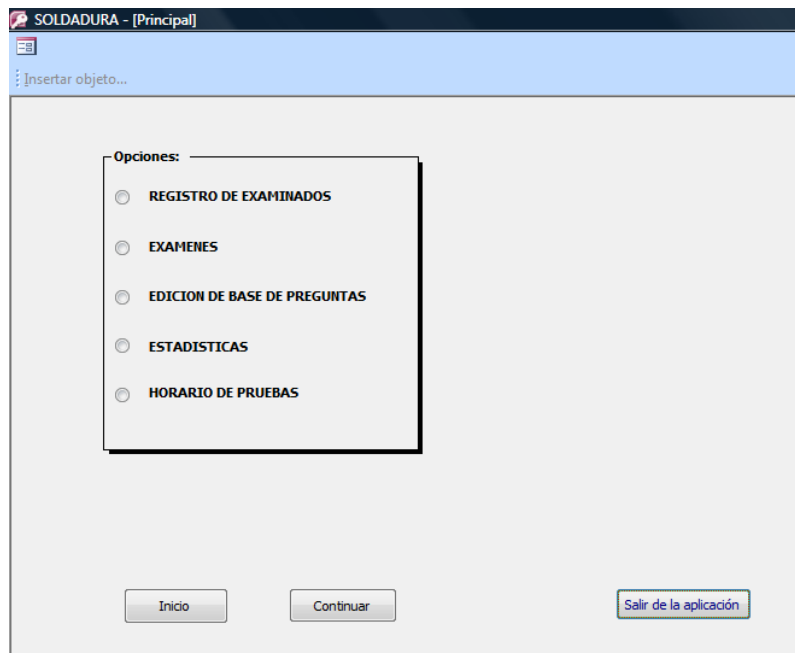 SOLDADURA - [Principal]
Insertar objeto...
Opciones:
REGISTRO DE EXAMINADOS
EXAMENES
EDICION DE BASE DE PREGUNTAS
ESTADISTICAS
HORARIO DE PRUEBAS
Inicio
Continuar
Salir de la aplicación